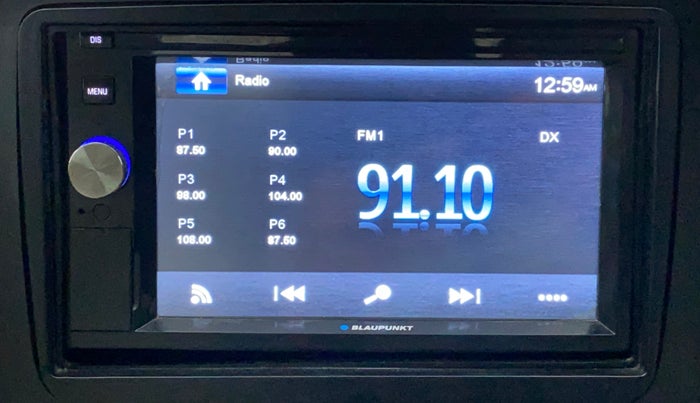 DIS
MENU
Radio
12:59AM
P1
87.50
P2
90.00
FM1
DX
P3
98.00
P4
104.00
91.10
P5
108.00
P6
87.50
BLAUPUNKT